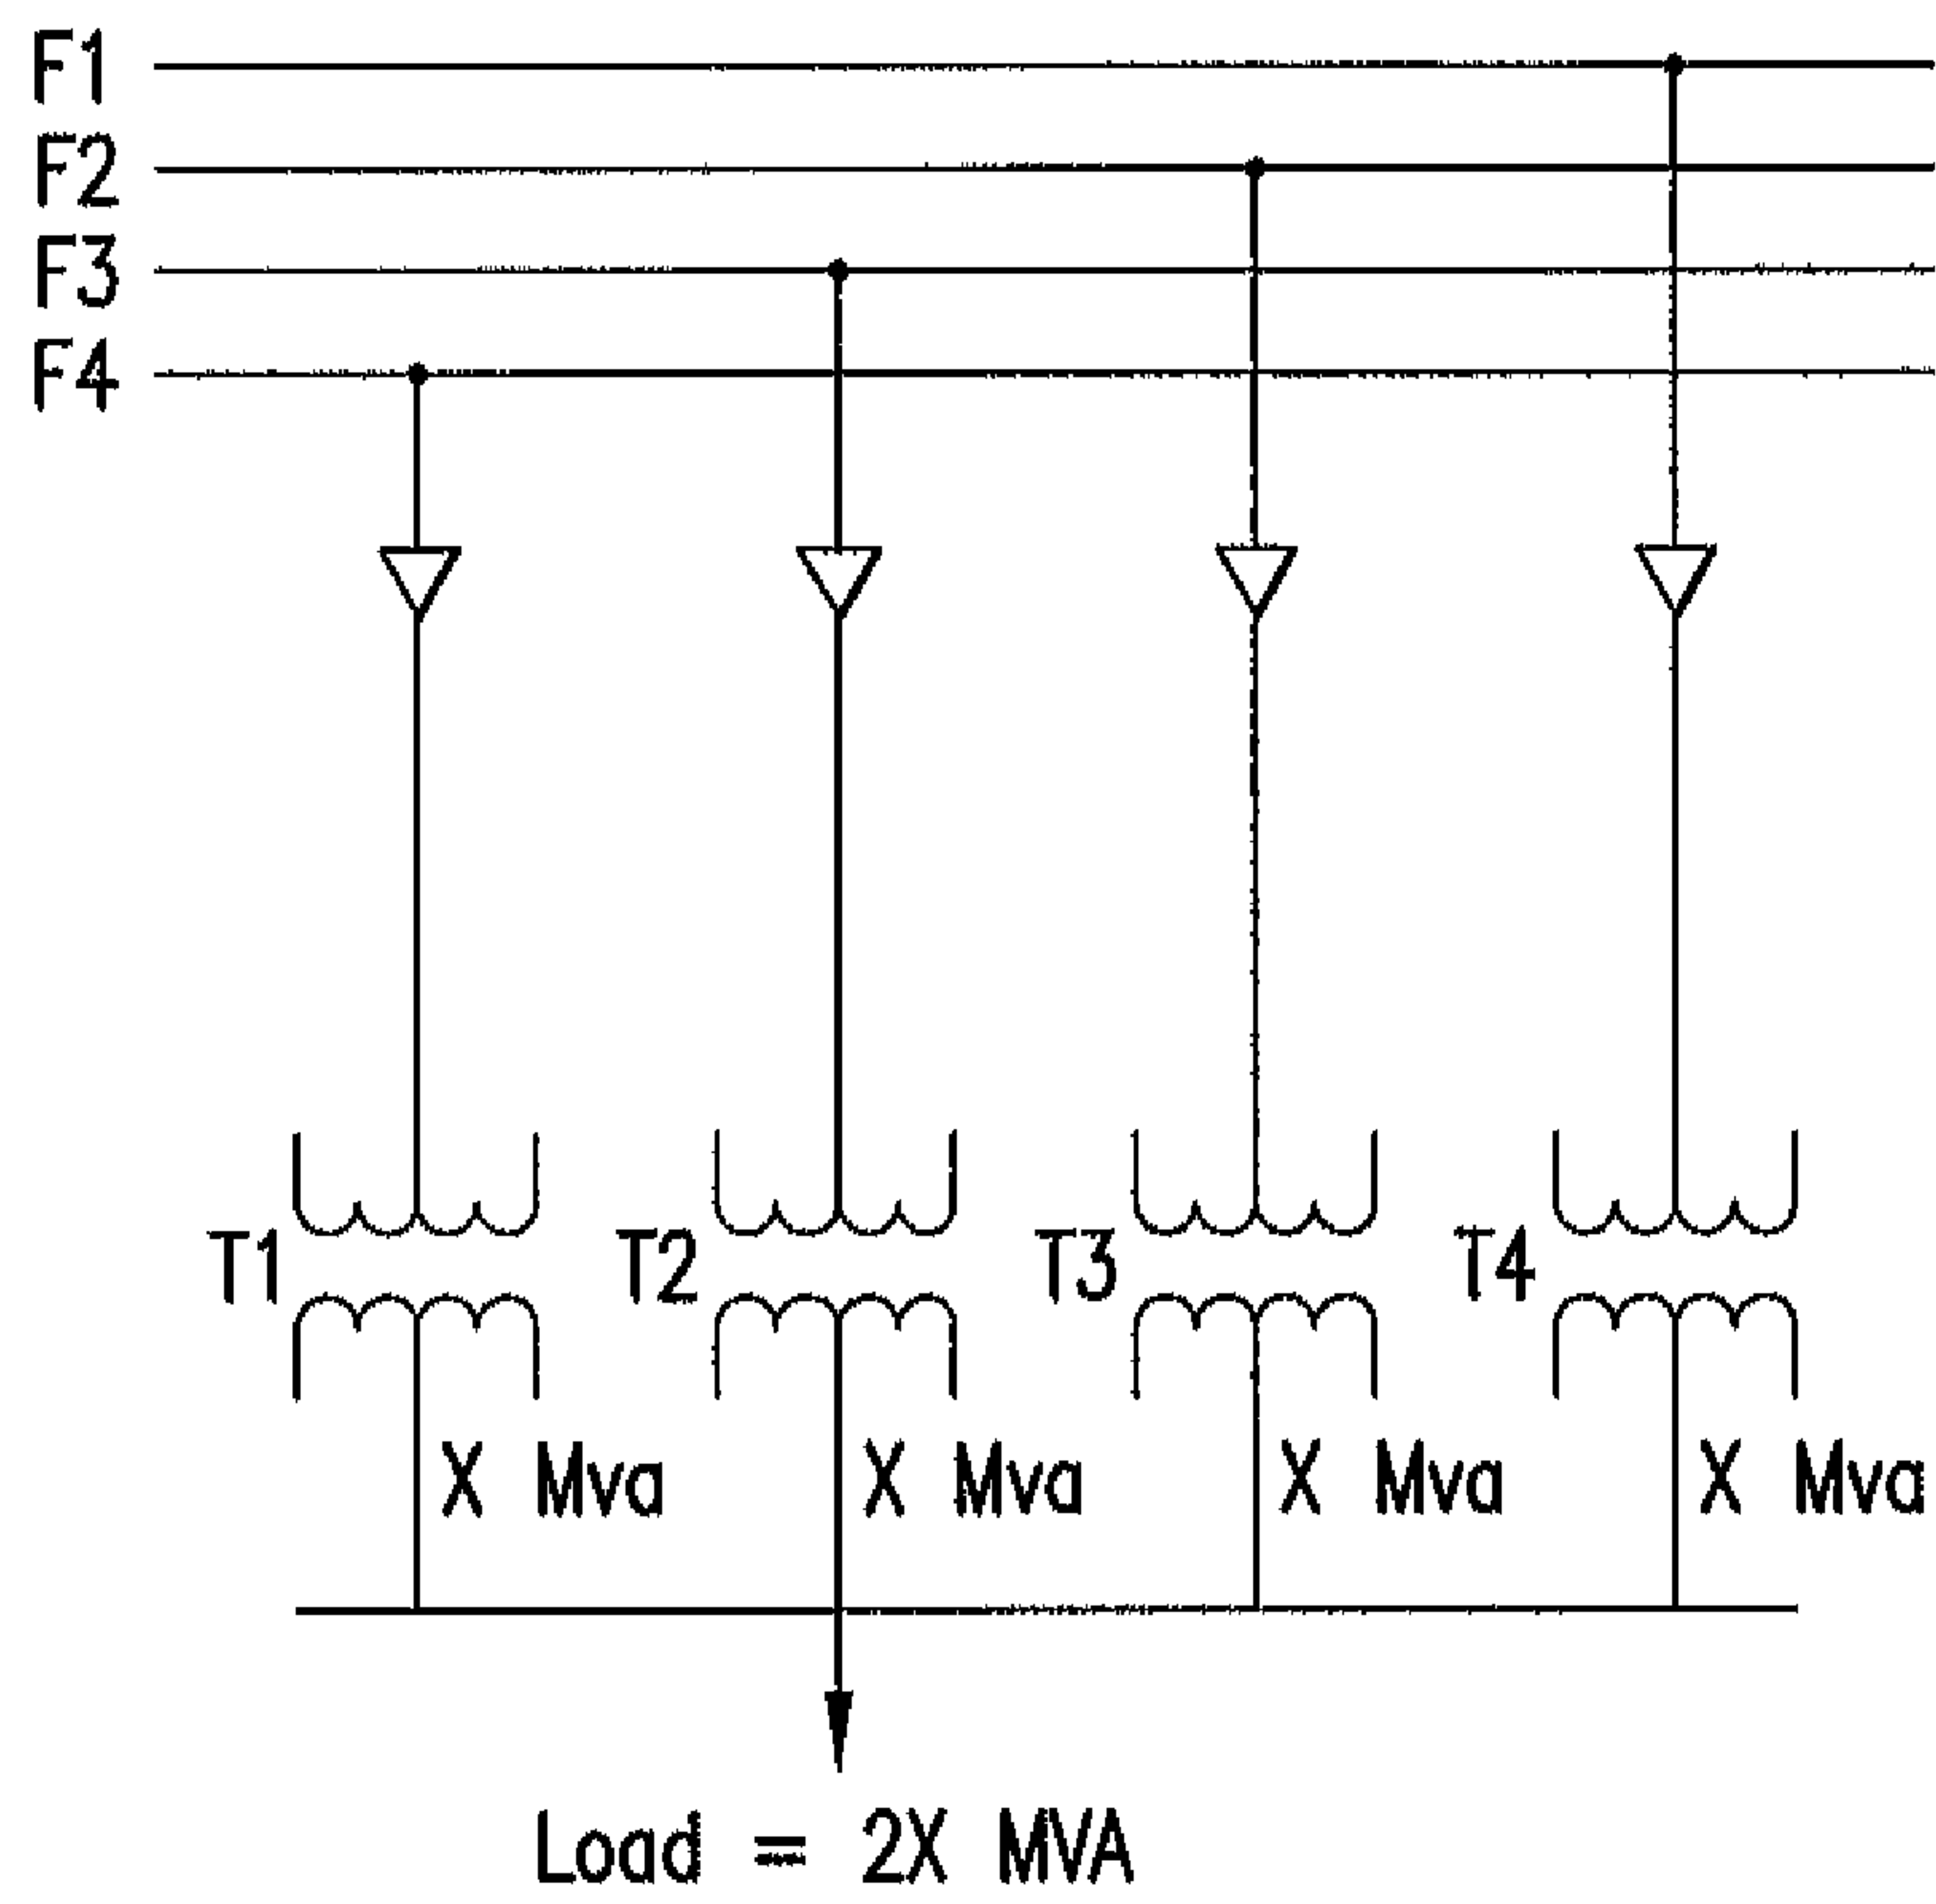 F1
F2
F3
F4
T1 T2 T3 T4
X Mva X Mva X Mva X Mva
Load = 2X MVA